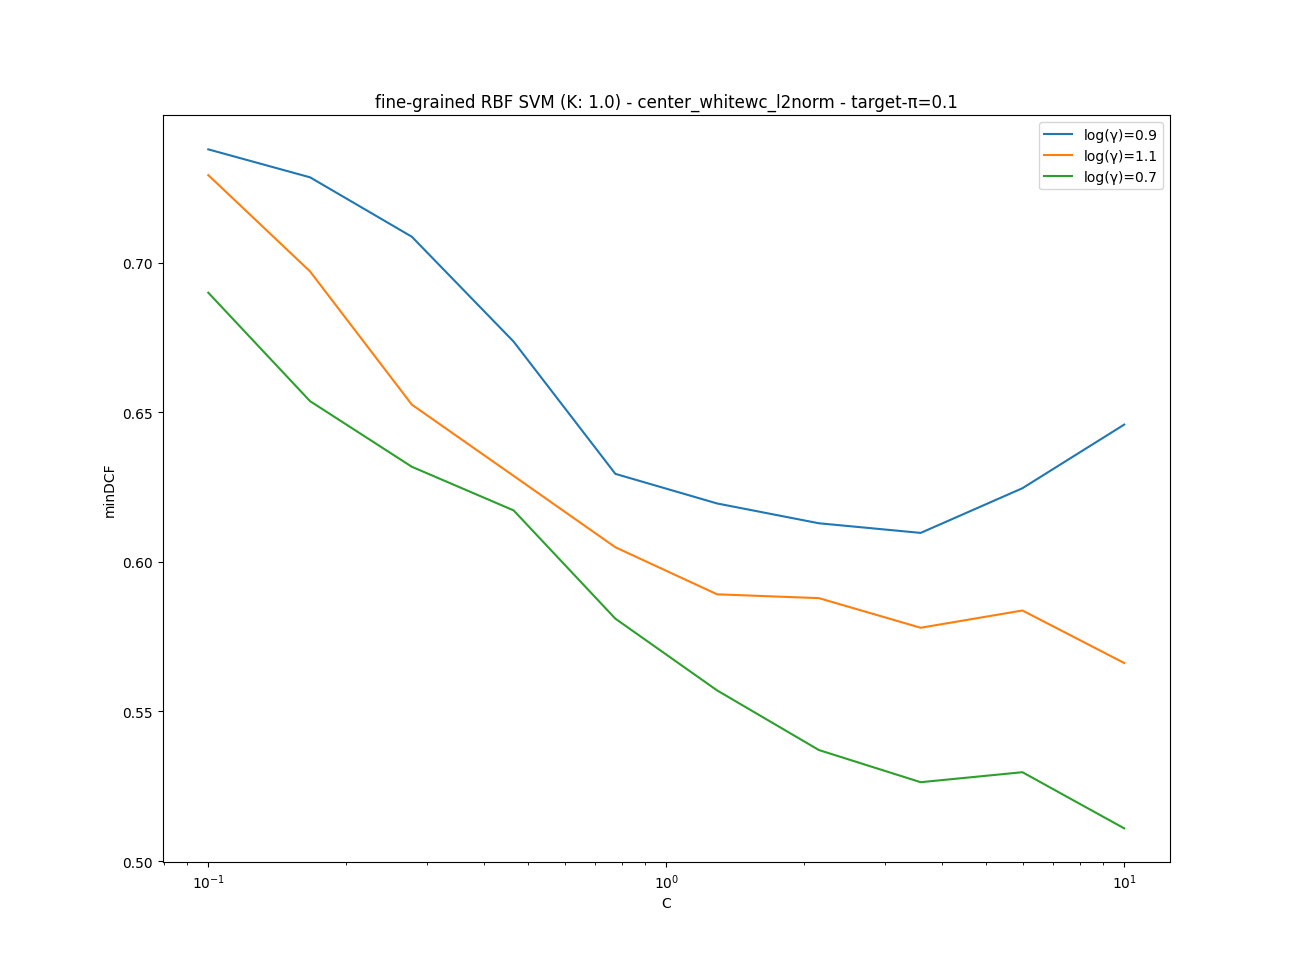 fine-grained RBF SVM (K: 1.0) - center_whitewc_l2norm - target-π=0.1
log(γ)=0.9
log(γ)=1.1
log(γ)=0.7
0.70
0.65
0.60
0.55
0.50
minDCF
10⁻¹ 10⁰ 10¹
C